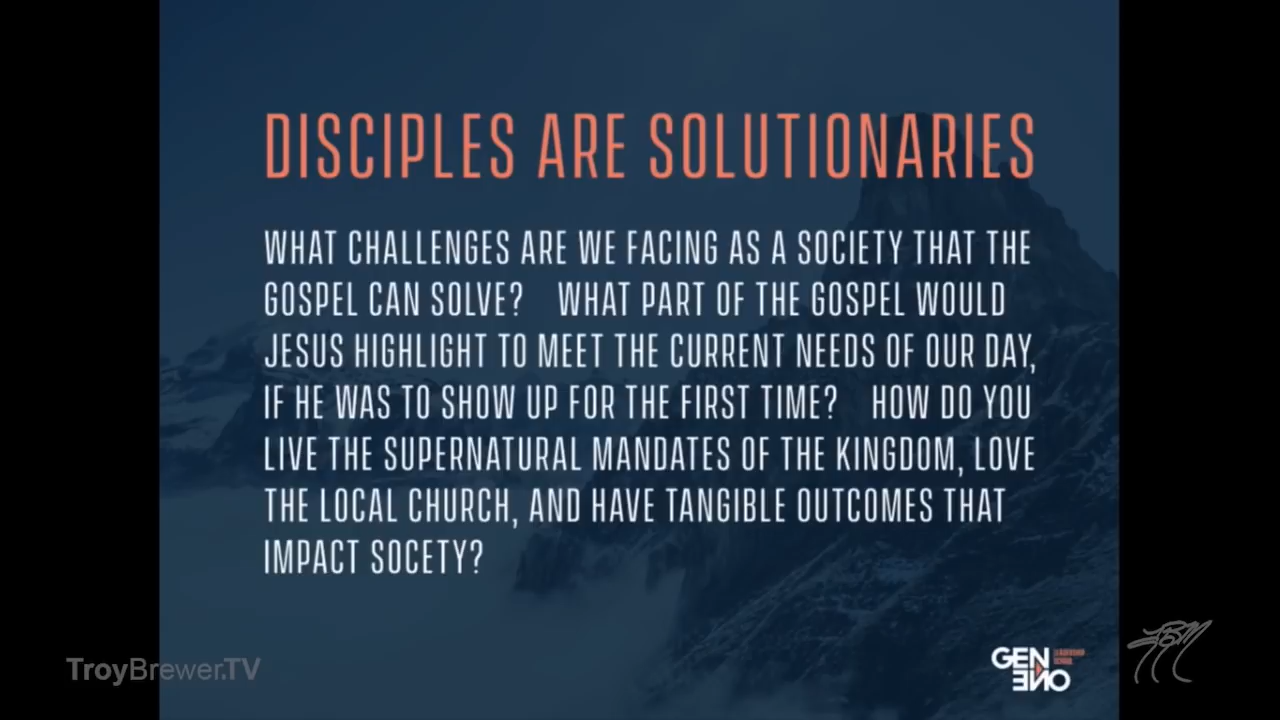 DISCIPLES ARE SOLUTIONARIES
WHAT CHALLENGES ARE WE FACING AS A SOCIETY THAT THE
GOSPEL CAN SOLVE? WHAT PART OF THE GOSPEL WOULD
JESUS HIGHLIGHT TO MEET THE CURRENT NEEDS OF OUR DAY,
IF HE WAS TO SHOW UP FOR THE FIRST TIME? HOW DO YOU
LIVE THE SUPERNATURAL MANDATES OF THE KINGDOM, LOVE
THE LOCAL CHURCH, AND HAVE TANGIBLE OUTCOMES THAT
IMPACT SOCETY?
GEN
ONE
LEADERSHIP
SCHOOL
TroyBrewer.TV
TBM